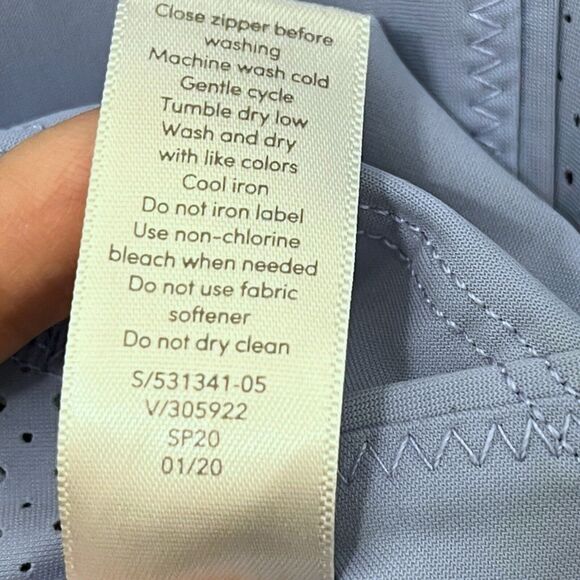 Close zipper before
washing
Machine wash cold
Gentle cycle
Tumble dry low
Wash and dry
with like colors
Cool iron
Do not iron label
Use non-chlorine
bleach when needed
Do not use fabric
softener
Do not dry clean
S/531341-05
V/305922
SP20
01/20